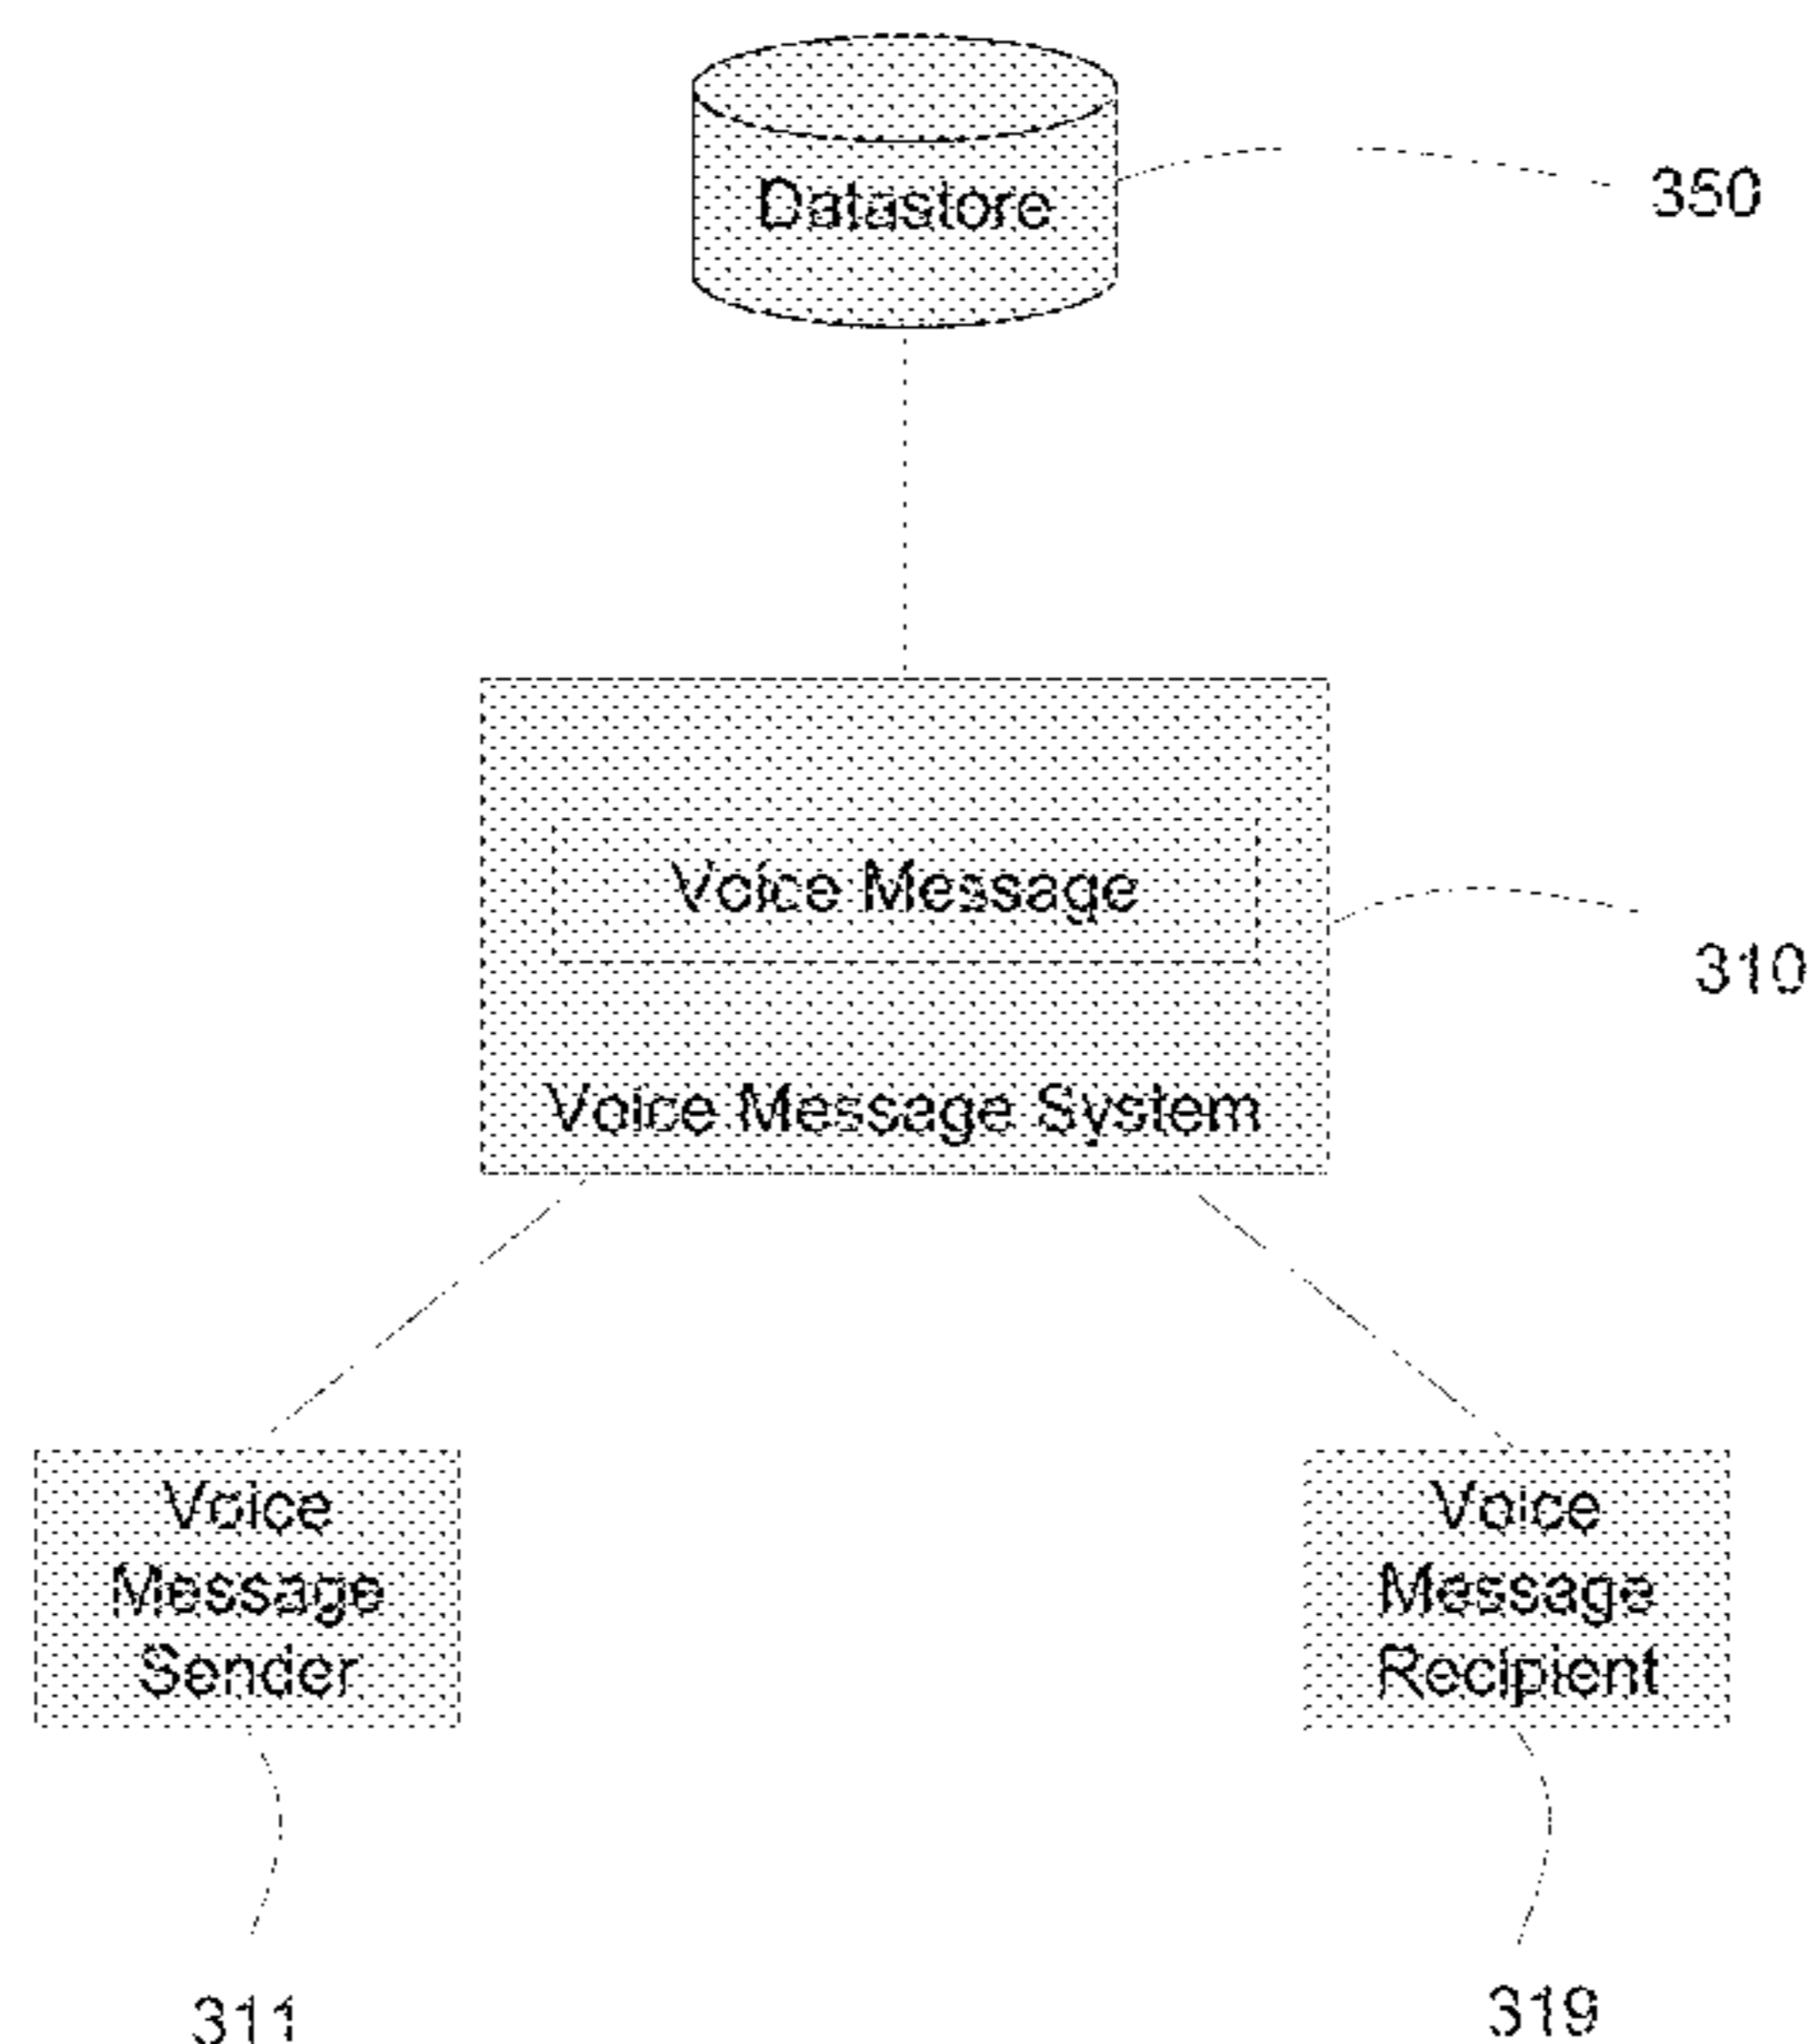 Datastore
350
Voice Message
310
Voice Message System
Voice
Message
Sender
Voice
Message
Recipient
311
319